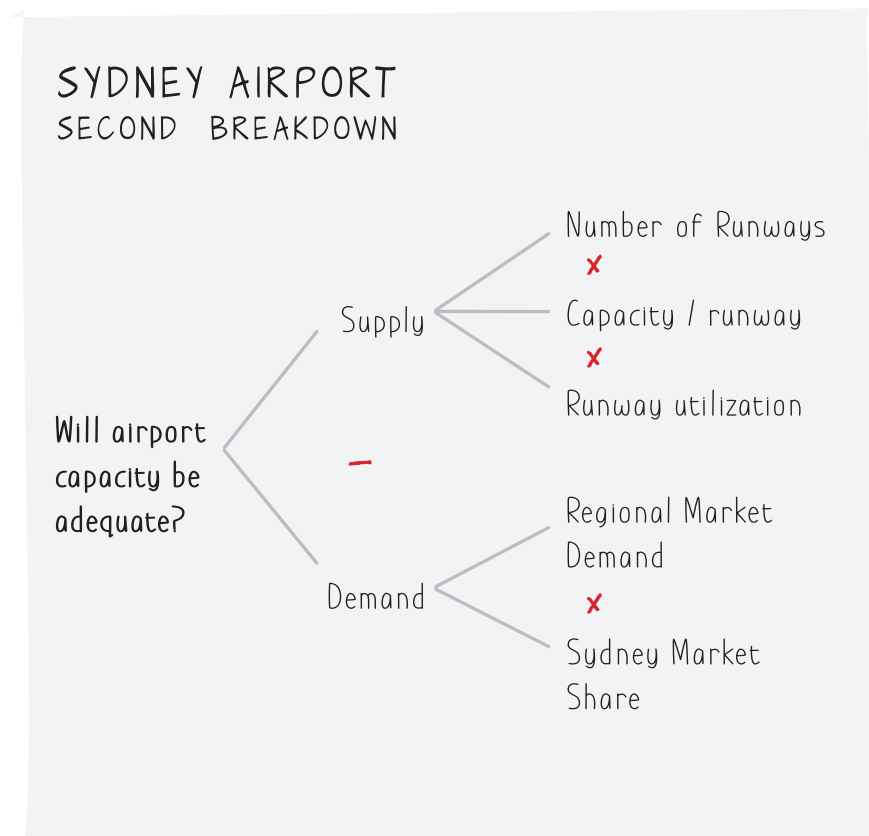 SYDNEY AIRPORT
SECOND BREAKDOWN
Number of Runways
x
Supply
Capacity / runway
x
Runway utilization
Will airport
capacity be
adequate?
–
Regional Market
Demand
x
Demand
Sydney Market
Share